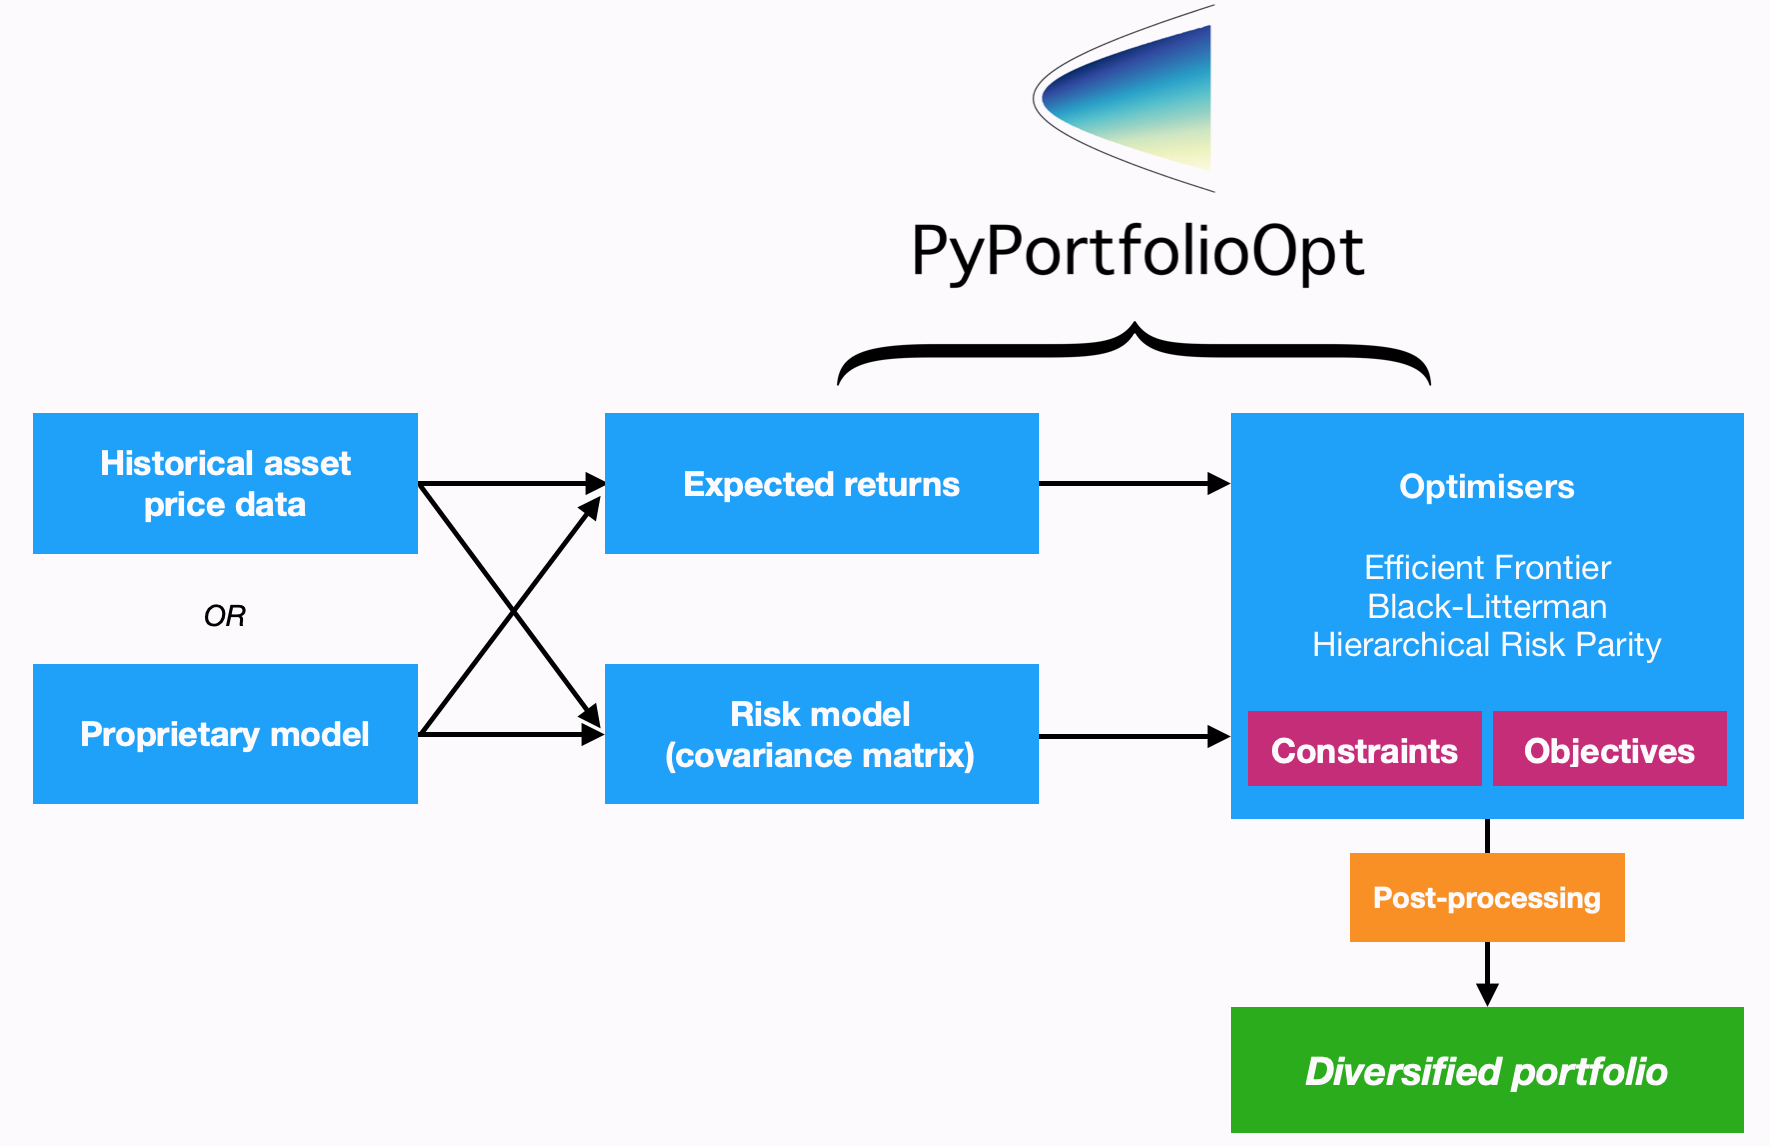 PyPortfolioOpt
Historical asset
price data
OR
Proprietary model
Expected returns
Risk model
(covariance matrix)
Optimisers
Efficient Frontier
Black-Litterman
Hierarchical Risk Parity
Constraints
Objectives
Post-processing
Diversified portfolio